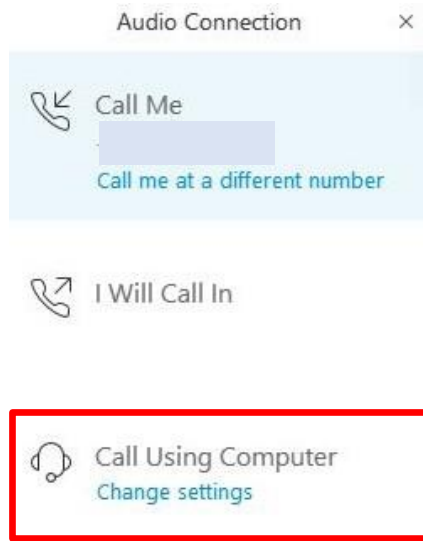 Audio Connection
Call Me
Call me at a different number
I Will Call In
Call Using Computer
Change settings